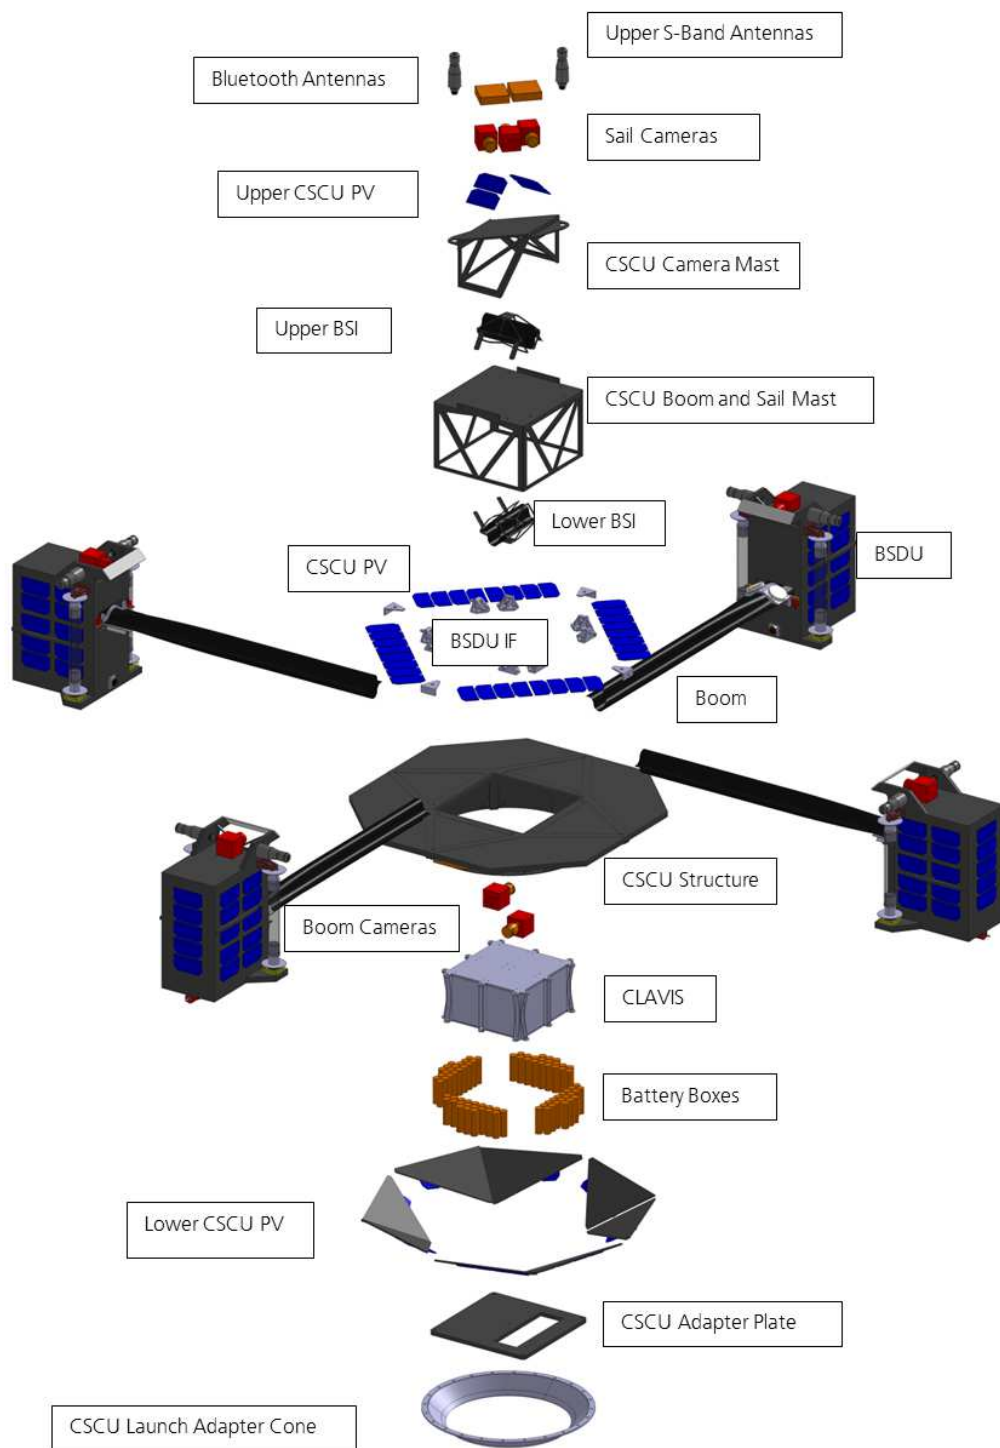 Upper S-Band Antennas
Bluetooth Antennas
Sail Cameras
Upper CSCU PV
CSCU Camera Mast
Upper BSI
CSCU Boom and Sail Mast
Lower BSI
BSDU
CSCU PV
BSDU IF
Boom
CSCU Structure
Boom Cameras
CLAVIS
Battery Boxes
Lower CSCU PV
CSCU Adapter Plate
CSCU Launch Adapter Cone